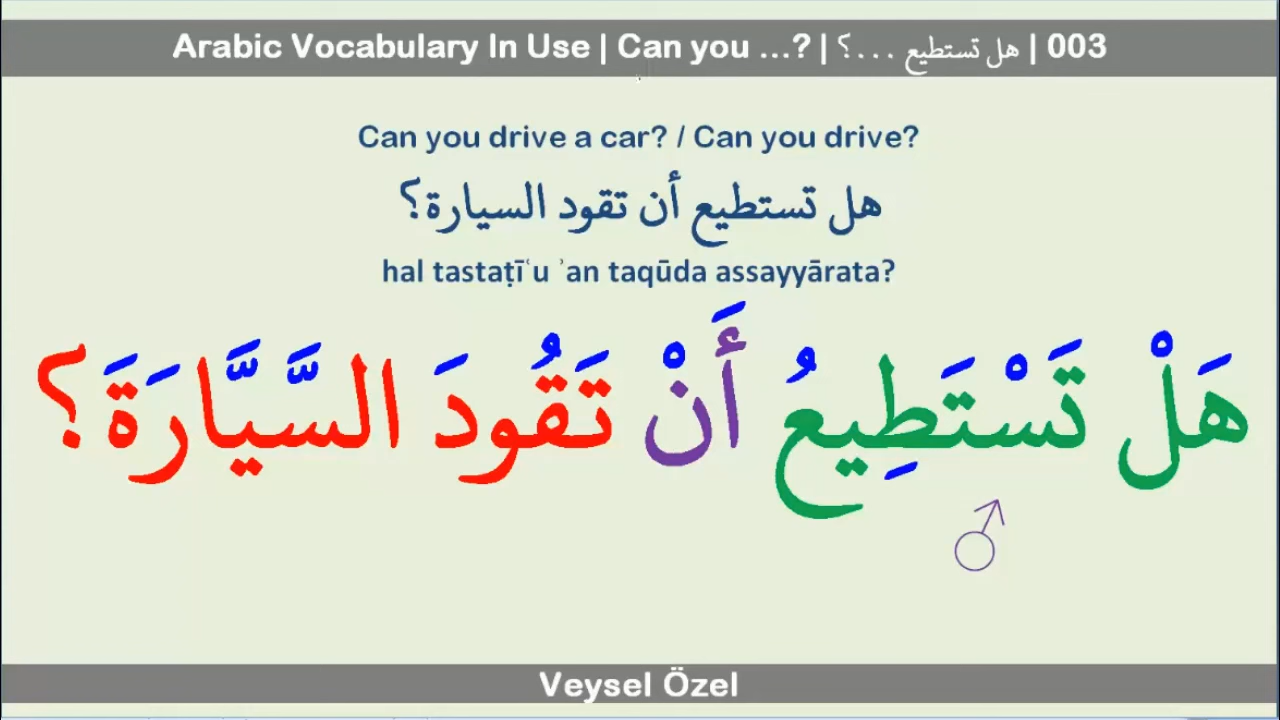 Arabic Vocabulary In Use | Can you ...? | هل تستطيع ...؟ | 003
Can you drive a car? / Can you drive?
هل تستطيع أن تقود السيارة؟
hal tastaṭīʿu ʾan taqūda assayyārata?
هَلْ تَسْتَطِيعُ أَنْ تَقُودَ السَّيَّارَةَ؟
Veysel Özel